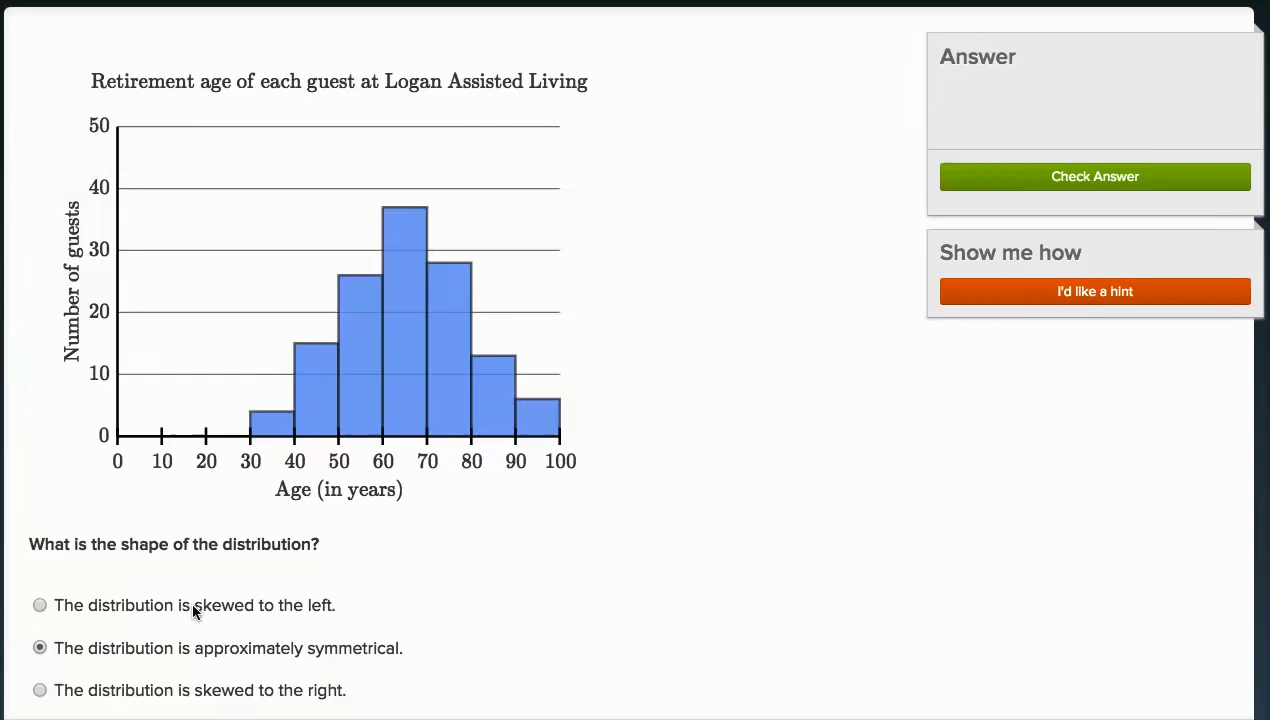 Retirement age of each guest at Logan Assisted Living
50
40
30
20
10
0
Number of guests
0 10 20 30 40 50 60 70 80 90 100
Age (in years)
What is the shape of the distribution?
The distribution is skewed to the left.
The distribution is approximately symmetrical.
The distribution is skewed to the right.
Answer
Check Answer
Show me how
I'd like a hint